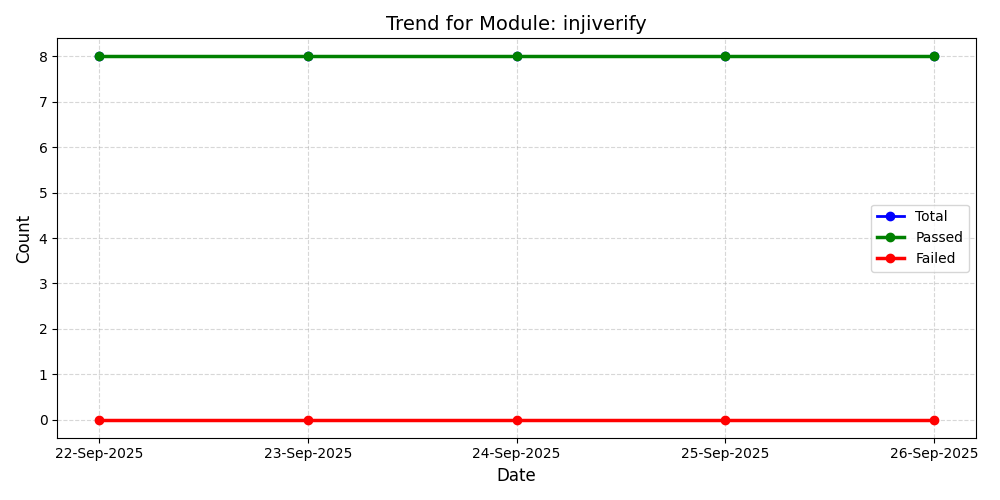 Trend for Module: injiverify
Count
8
7
6
5
4
3
2
1
0
Total
Passed
Failed
22-Sep-2025
23-Sep-2025
24-Sep-2025
25-Sep-2025
26-Sep-2025
Date